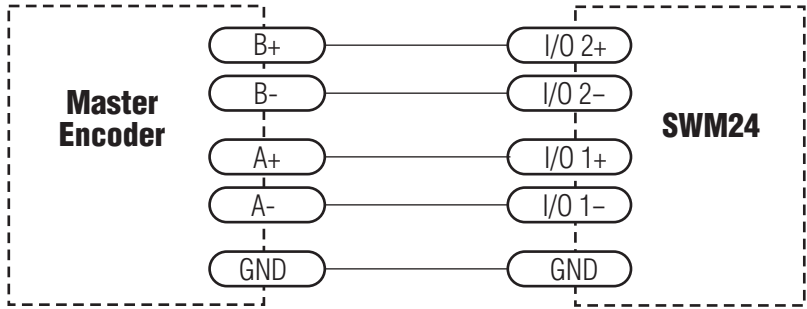 Master
Encoder
B+
B-
A+
A-
GND
I/O 2+
I/O 2–
I/O 1+
I/O 1–
GND
SWM24